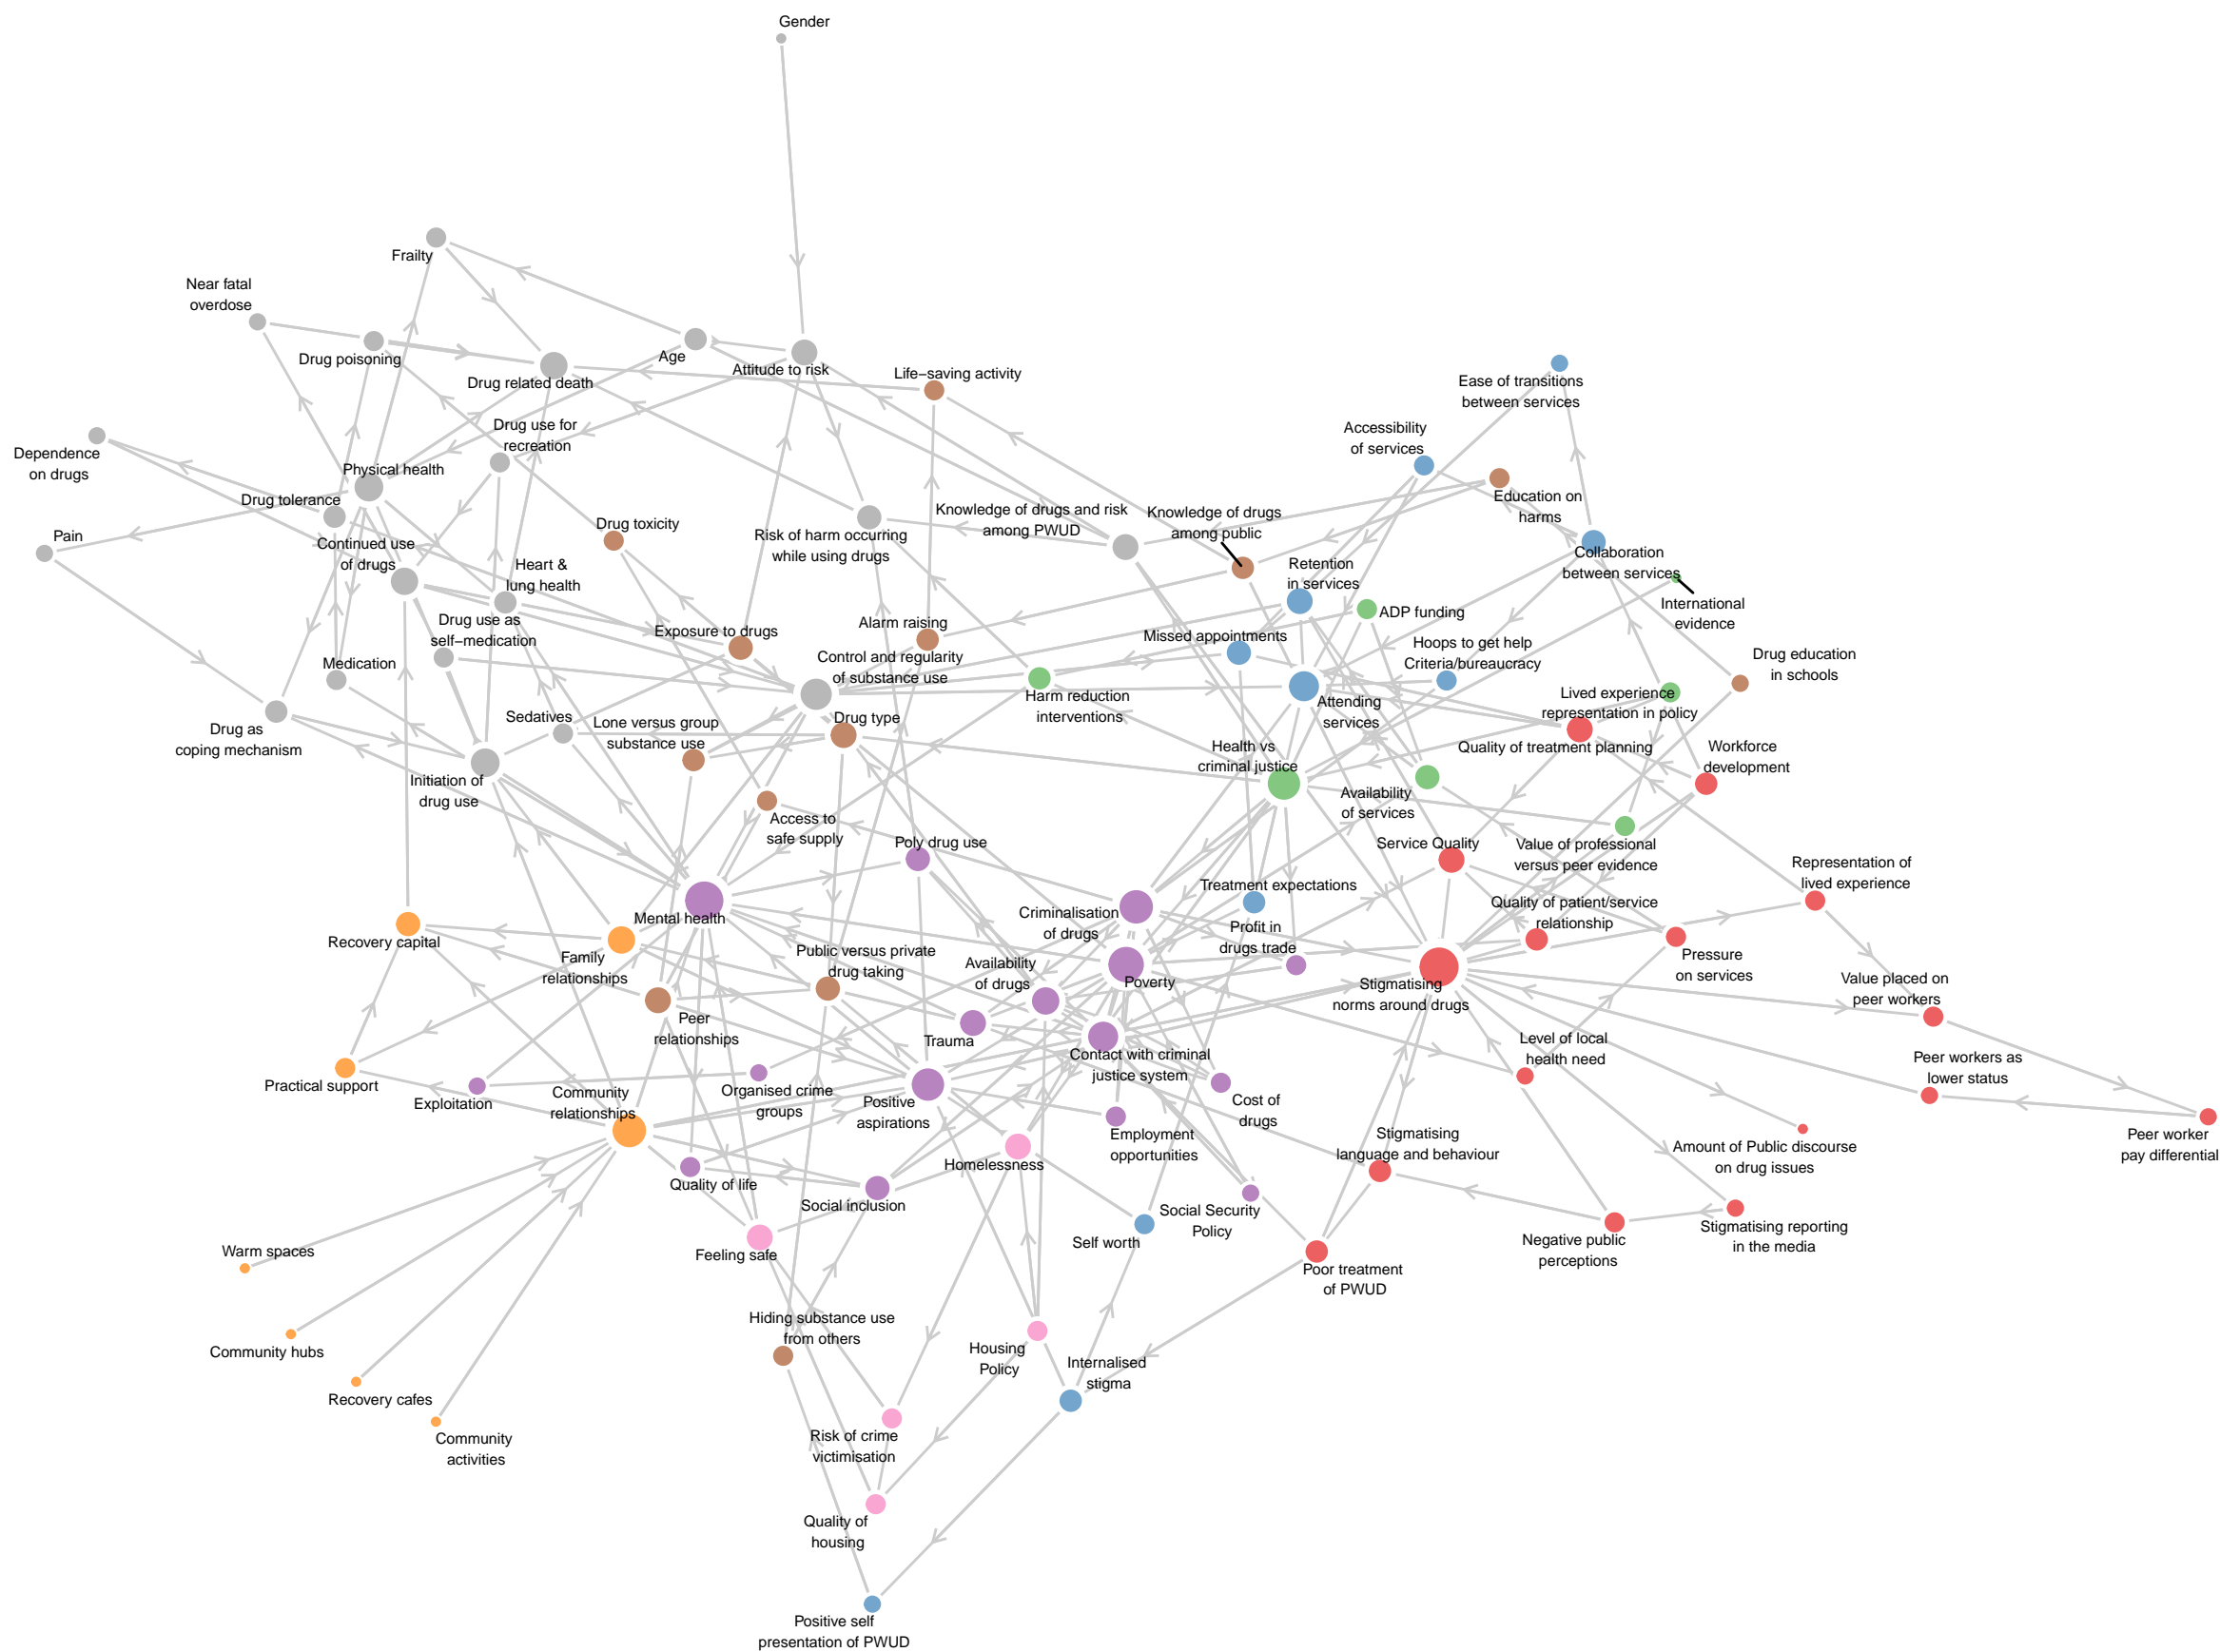 Gender
Frailty
Near fatal
overdose
Drug poisoning
Age
Attitude to risk
Drug related death
Life−saving activity
Ease of transitions
between services
Drug use for
recreation
Accessibility
of services
Dependence
on drugs
Physical health
Education on
harms
Drug tolerance
Drug toxicity
Knowledge of drugs and risk
among PWUD
Knowledge of drugs
among public
Pain
Continued use
of drugs
Risk of harm occurring
while using drugs
Collaboration
between services
Heart &
lung health
Retention
in services
International
evidence
Drug use as
self−medication
Exposure to drugs
Alarm raising
ADP funding
Missed appointments
Medication
Control and regularity
of substance use
Hoops to get help
Criteria/bureaucracy
Drug education
in schools
Harm reduction
interventions
Attending
services
Lived experience
representation in policy
Drug as
coping mechanism
Sedatives
Lone versus group
substance use
Drug type
Quality of treatment planning
Health vs
criminal justice
Workforce
development
Initiation of
drug use
Availability
of services
Access to
safe supply
Poly drug use
Service Quality
Value of professional
versus peer evidence
Representation of
lived experience
Treatment expectations
Mental health
Criminalisation
of drugs
Quality of patient/service
relationship
Recovery capital
Profit in
drugs trade
Family
relationships
Public versus private
drug taking
Availability
of drugs
Pressure
on services
Poverty
Stigmatising
norms around drugs
Value placed on
peer workers
Peer
relationships
Trauma
Level of local
health need
Contact with criminal
justice system
Peer workers as
lower status
Practical support
Exploitation
Community
relationships
Organised crime
groups
Positive
aspirations
Cost of
drugs
Employment
opportunities
Stigmatising
language and behaviour
Amount of Public discourse
on drug issues
Peer worker
pay differential
Homelessness
Quality of life
Social inclusion
Social Security
Policy
Feeling safe
Self worth
Stigmatising reporting
in the media
Negative public
perceptions
Warm spaces
Poor treatment
of PWUD
Hiding substance use
from others
Community hubs
Housing
Policy
Internalised
stigma
Recovery cafes
Community
activities
Risk of crime
victimisation
Quality of
housing
Positive self
presentation of PWUD